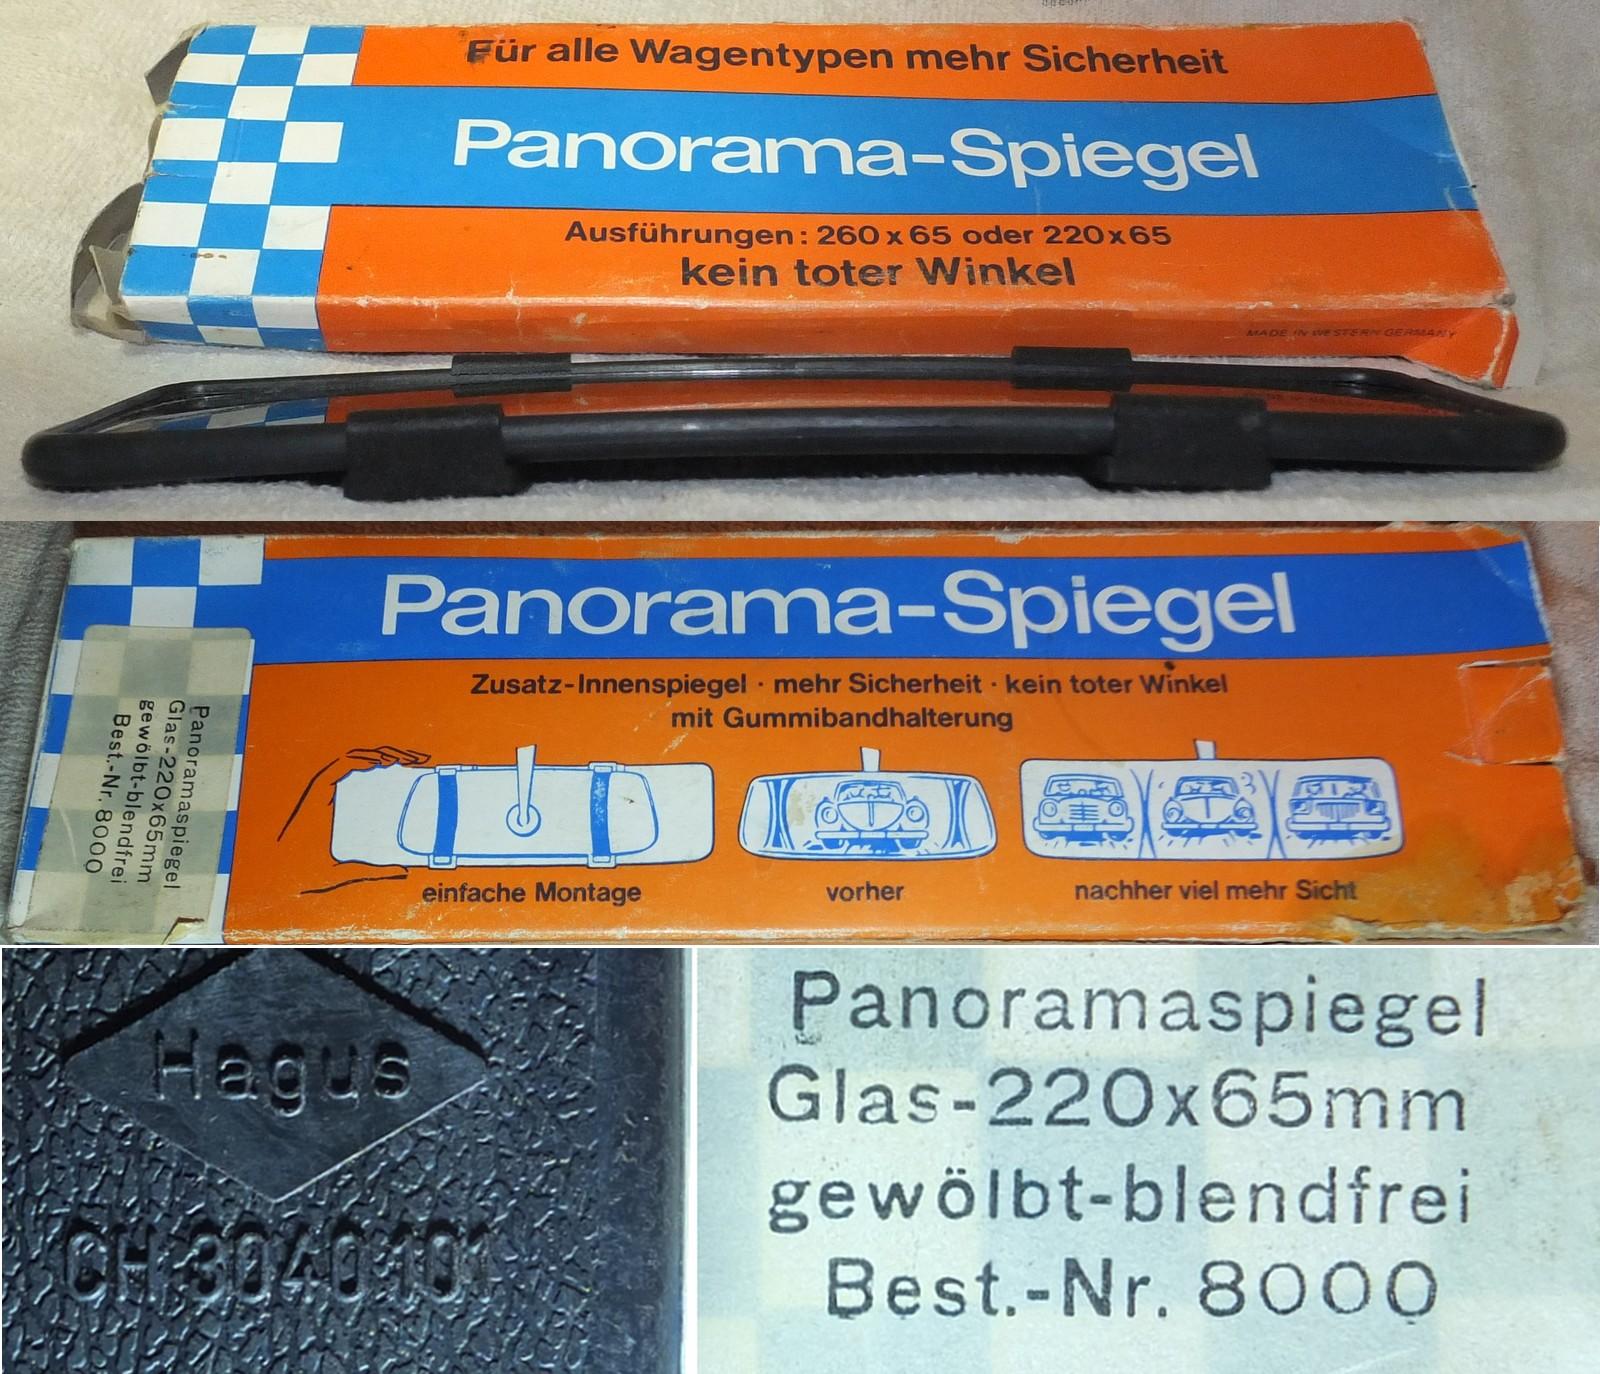 Für alle Wagentypen mehr Sicherheit
Panorama-Spiegel
Ausführungen: 260 x 65 oder 220 x 65
kein toter Winkel
MADE IN WESTERN GERMANY
Panorama-Spiegel
Zusatz-Innenspiegel · mehr Sicherheit · kein toter Winkel
mit Gummibandhalterung
einfache Montage
vorher
nachher viel mehr Sicht
Panoramaspiegel
Glas-220x65mm
gewölbt-blendfrei
Best.-Nr. 8000
Hagus
CH 3040101
Panoramaspiegel
Glas-220x65mm
gewölbt-blendfrei
Best.-Nr. 8000